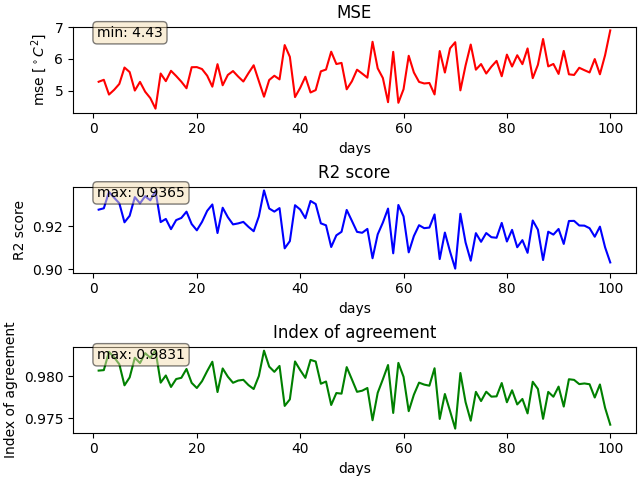 MSE
min: 4.43
7
6
5
mse [°C²]
0 20 40 60 80 100
days
R2 score
max: 0.9365
0.92
0.90
R2 score
0 20 40 60 80 100
days
Index of agreement
max: 0.9831
0.980
0.975
Index of agreement
0 20 40 60 80 100
days